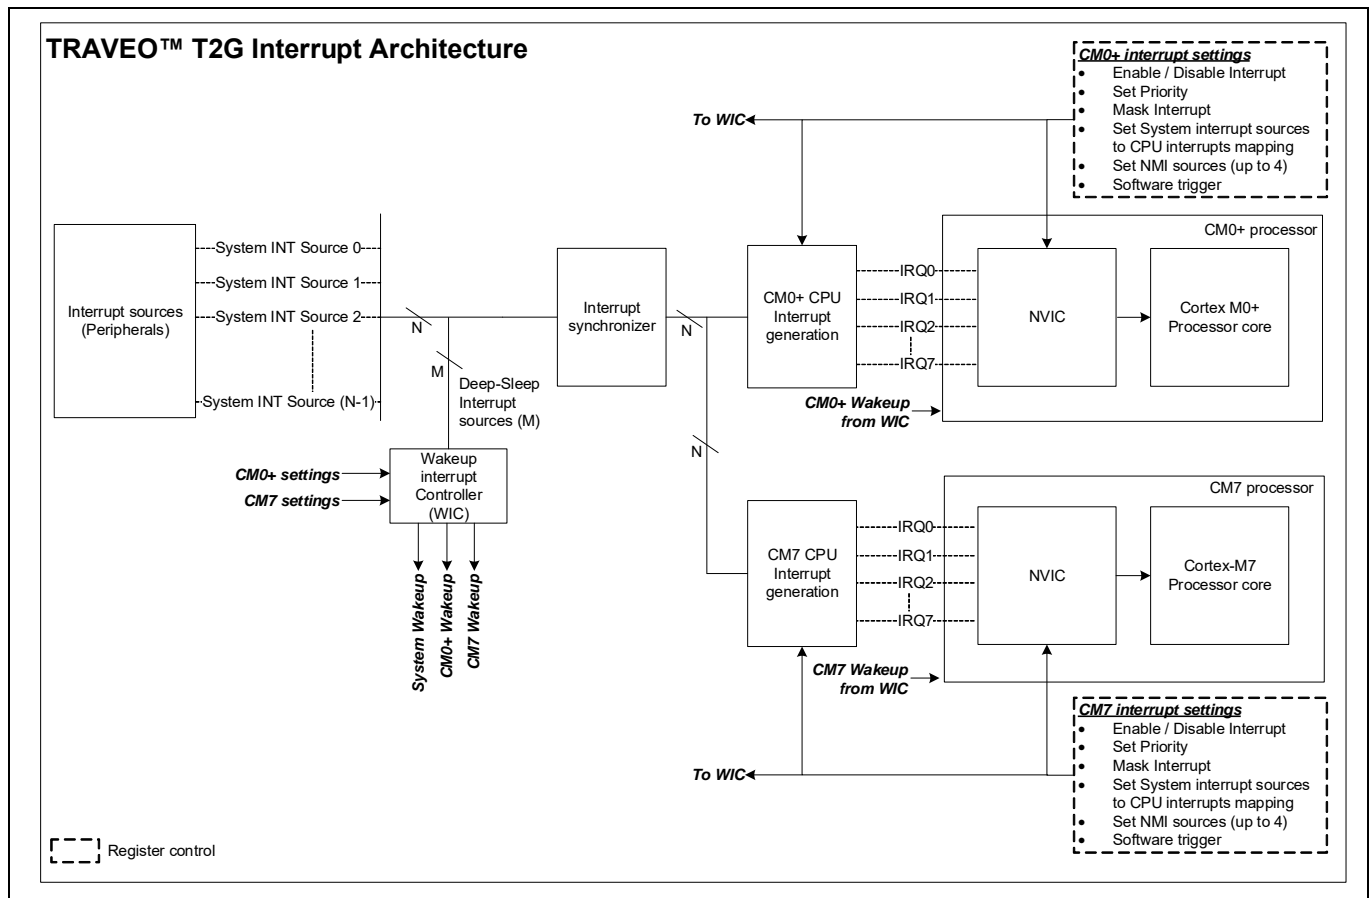 TRAVEO™ T2G Interrupt Architecture
CM0+ interrupt settings
• Enable / Disable Interrupt
• Set Priority
• Mask Interrupt
• Set System interrupt sources
to CPU interrupts mapping
• Set NMI sources (up to 4)
• Software trigger
To WIC
Interrupt sources
(Peripherals)
System INT Source 0
System INT Source 1
System INT Source 2
System INT Source (N-1)
N
M
Deep-Sleep
Interrupt
sources (M)
Interrupt
synchronizer
N
N
CM0+ CPU
Interrupt
generation
IRQ0
IRQ1
IRQ2
IRQ7
CM0+ processor
NVIC
Cortex M0+
Processor core
CM0+ Wakeup
from WIC
CM0+ settings
CM7 settings
Wakeup
interrupt
Controller
(WIC)
System Wakeup
CM0+ Wakeup
CM7 Wakeup
CM7 CPU
Interrupt
generation
IRQ0
IRQ1
IRQ2
IRQ7
CM7 processor
NVIC
Cortex-M7
Processor core
CM7 Wakeup
from WIC
To WIC
CM7 interrupt settings
• Enable / Disable Interrupt
• Set Priority
• Mask Interrupt
• Set System interrupt sources
to CPU interrupts mapping
• Set NMI sources (up to 4)
• Software trigger
Register control